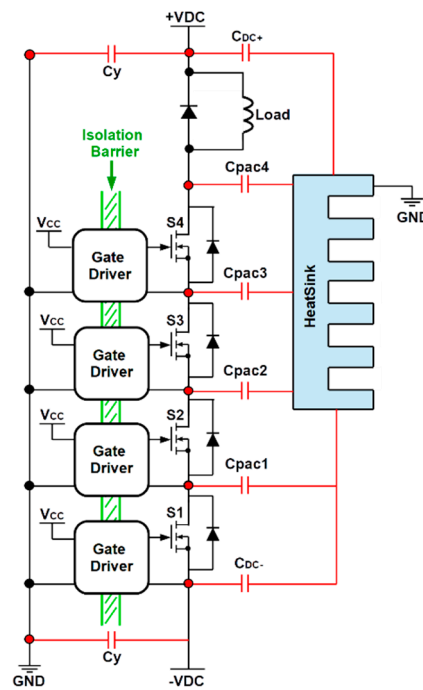 +VDC
CDC+
Cy
Load
Isolation
Barrier
Cpac4
GND
VCC
S4
Gate
Driver
Cpac3
HeatSink
VCC
S3
Gate
Driver
Cpac2
VCC
S2
Gate
Driver
Cpac1
VCC
S1
Gate
Driver
CDC-
Cy
GND
-VDC